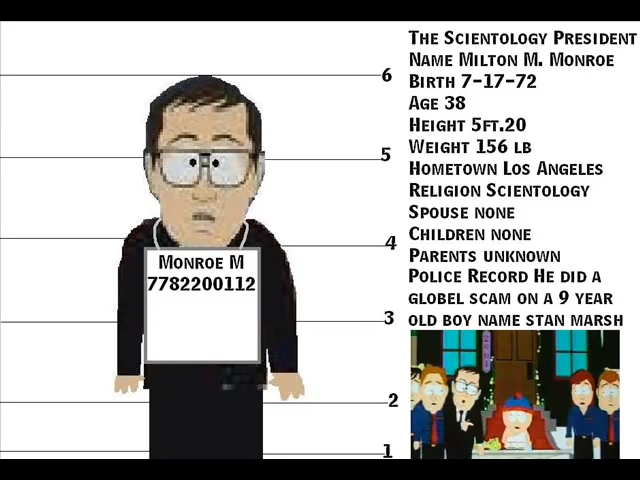 THE SCIENTOLOGY PRESIDENT
NAME MILTON M. MONROE
BIRTH 7-17-72
AGE 38
HEIGHT 5FT.20
WEIGHT 156 LB
HOMETOWN LOS ANGELES
RELIGION SCIENTOLOGY
SPOUSE NONE
CHILDREN NONE
PARENTS UNKNOWN
POLICE RECORD HE DID A
GLOBEL SCAM ON A 9 YEAR
OLD BOY NAME STAN MARSH
6
5
4
3
2
1
MONROE M
7782200112